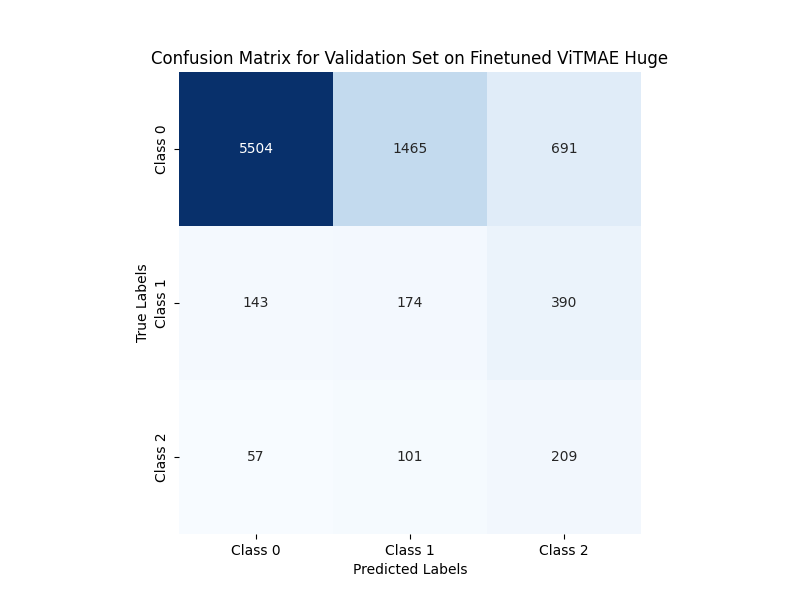 Confusion Matrix for Validation Set on Finetuned ViTMAE Huge
True Labels
Class 0
5504 1465 691
Class 1
143 174 390
Class 2
57 101 209
Class 0 Class 1 Class 2
Predicted Labels